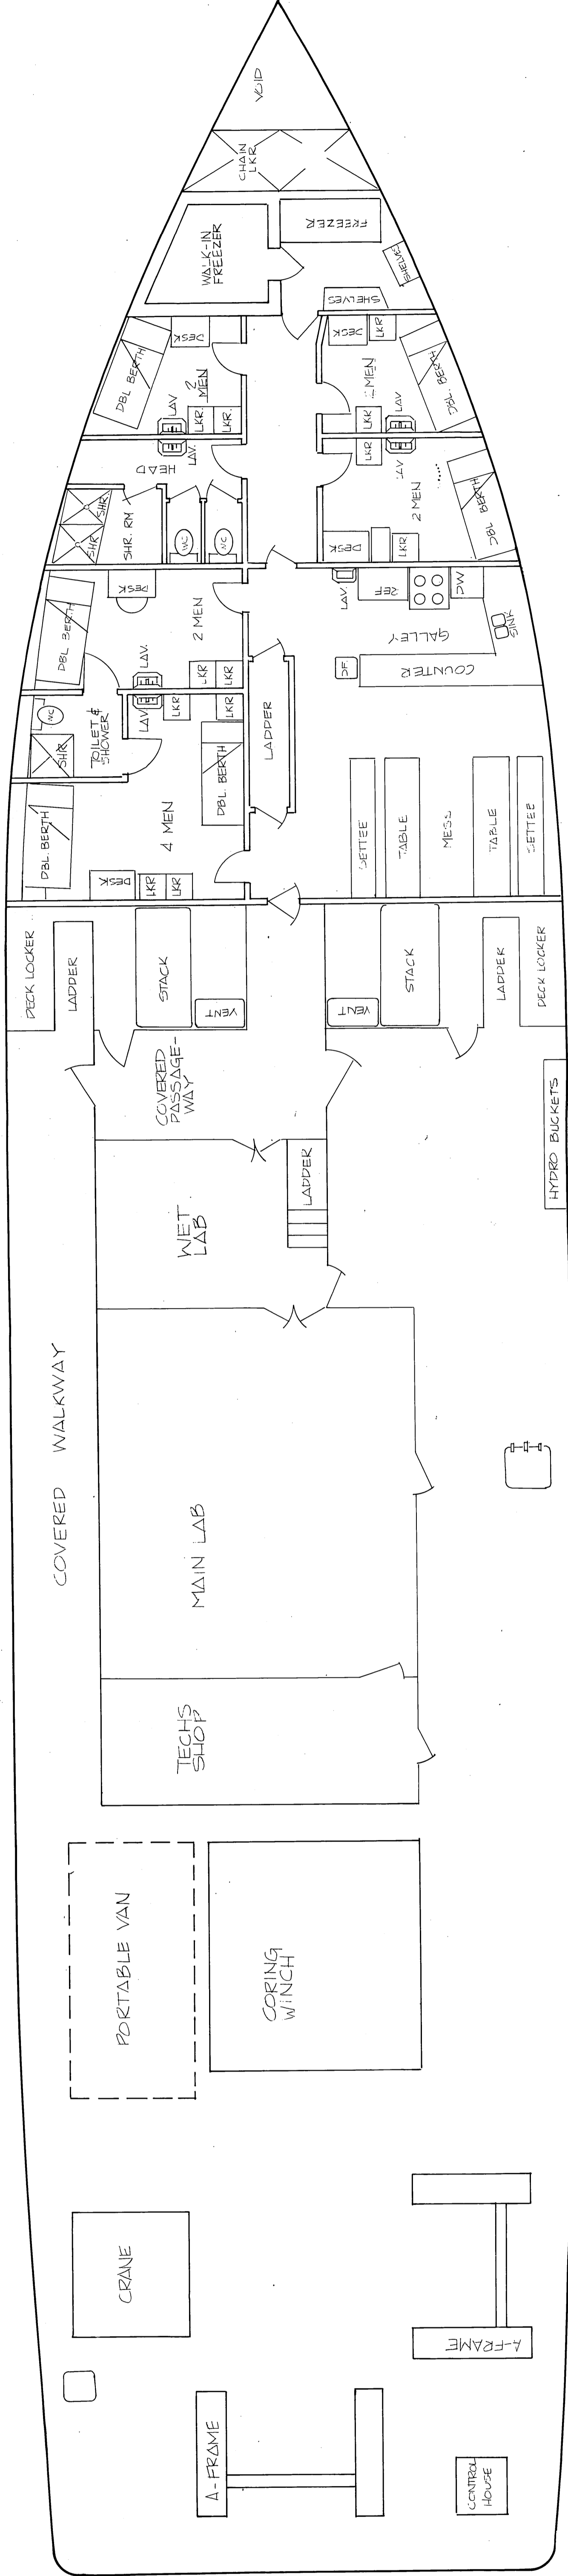 VOID
CHAIN
LKR
FREEZER
WALK-IN
FREEZER
SHELVES
SHELVES
DESK
DESK
LKR
DBL BERTH
2
MEN
MEN
DBL. BERTH
LAV
LKR
LKR
LKR
LAV
LAV
LKR
LAV
HEAD
SHR
SHR
SHR. RM
WC
2 MEN
DBL BERTH
DESK
LKR
DESK
LAV.
REF
DW
SINK
GALLEY
DBL BERTH
2 MEN
LAV.
LKR
LKR
DF.
COUNTER
WC
TOILET &
SHOWER
LAV
LKR
LKR
SHR.
LADDER
DBL. BERTH
DBL. BERTH
4 MEN
SETTEE
TABLE
MESS
TABLE
SETTEE
DESK
LKR
LKR
DECK LOCKER
LADDER
STACK
VENT
VENT
STACK
LADDER
DECK LOCKER
COVERED
PASSAGE-
WAY
HYDRO BUCKETS
WET
LAB
LADDER
COVERED WALKWAY
MAIN LAB
TECHS
SHOP
PORTABLE VAN
CORING
WINCH
CRANE
A-FRAME
A-FRAME
CONTROL
HOUSE